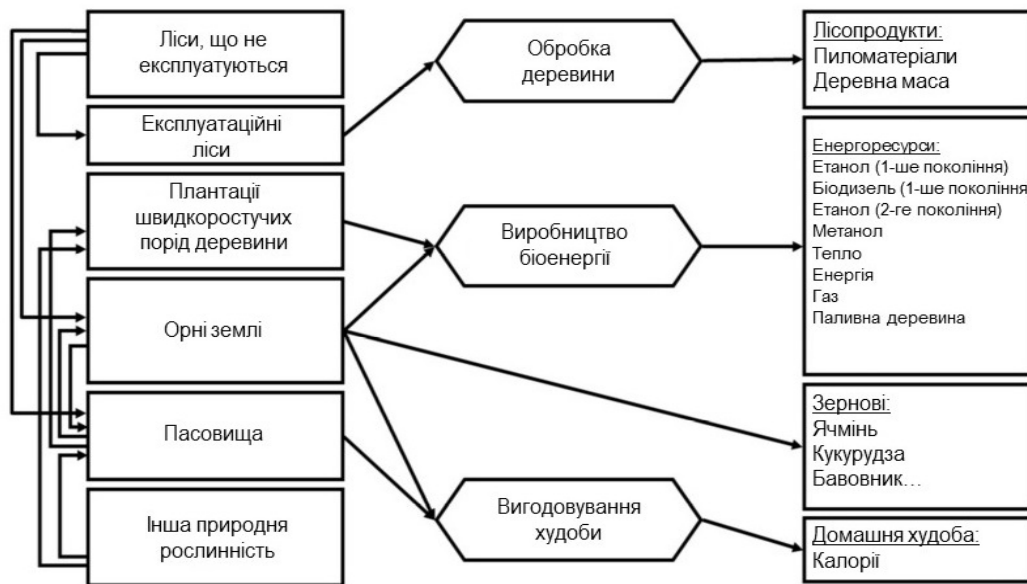 Ліси, що не
експлуатуються
Експлуатаційні
ліси
Плантації
швидкоростучих
порід деревини
Орні землі
Пасовища
Інша природня
рослинність
Обробка
деревини
Виробництво
біоенергії
Вигодовування
худоби
Лісопродукти:
Пиломатеріали
Деревна маса
Енергоресурси:
Етанол (1-ше покоління)
Біодизель (1-ше покоління
Етанол (2-ге покоління)
Метанол
Тепло
Енергія
Газ
Паливна деревина
Зернові:
Ячмінь
Кукурудза
Бавовник…
Домашня худоба:
Калорії